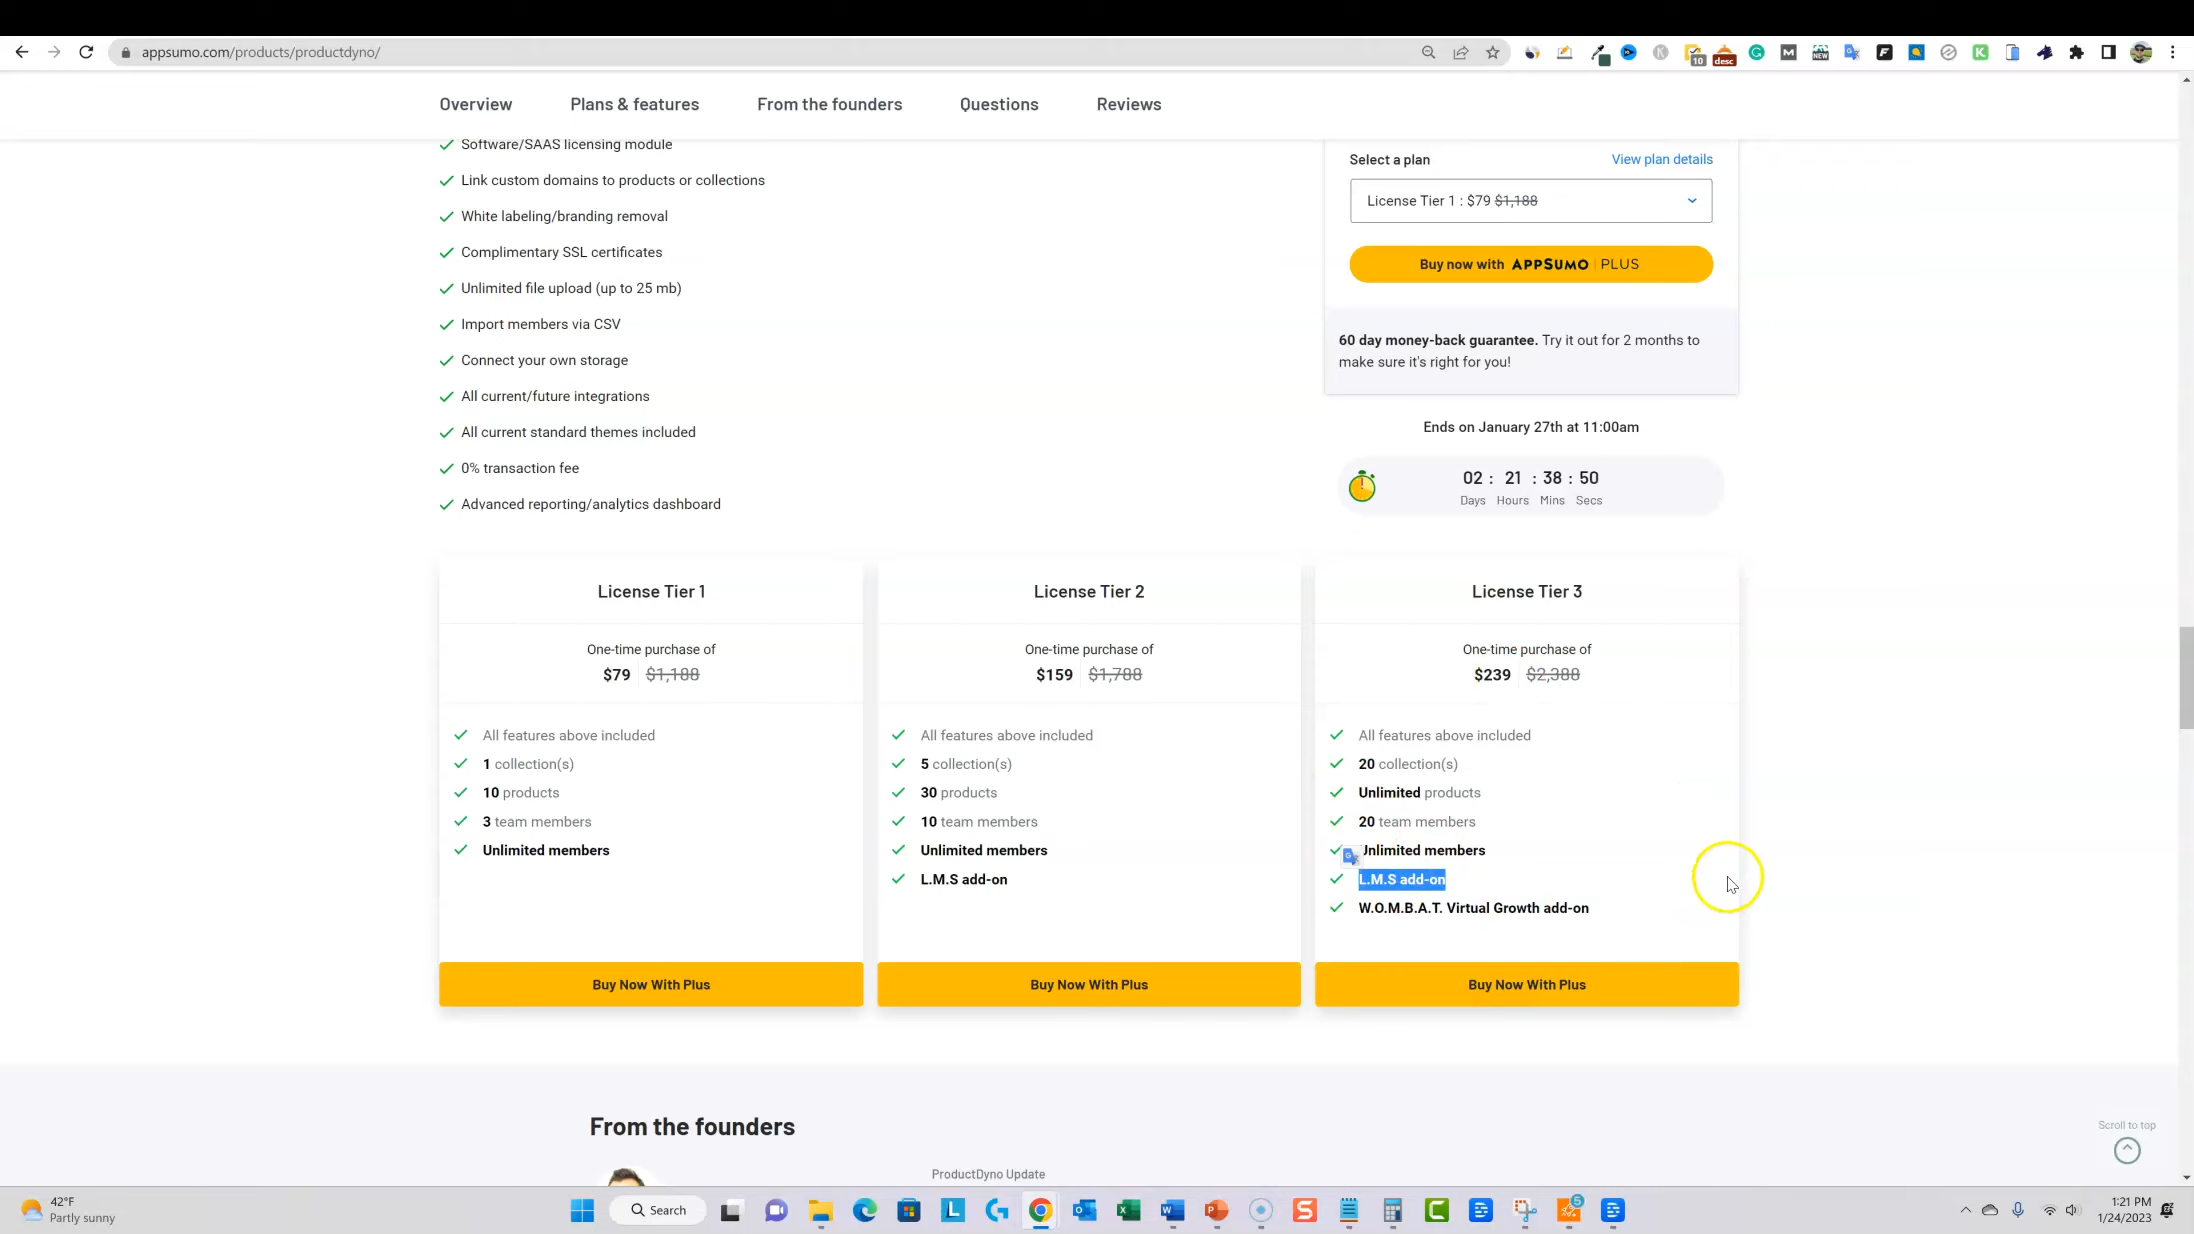 appsumo.com/products/productdyno/
10
desc
NEW
Overview
Plans & features
From the founders
Questions
Reviews
Software/SAAS licensing module
Link custom domains to products or collections
White labeling/branding removal
Complimentary SSL certificates
Unlimited file upload (up to 25 mb)
Import members via CSV
Connect your own storage
All current/future integrations
All current standard themes included
0% transaction fee
Advanced reporting/analytics dashboard
Select a plan
View plan details
License Tier 1 : $79 $1,188
Buy now with APPSUMO PLUS
60 day money-back guarantee. Try it out for 2 months to
make sure it's right for you!
Ends on January 27th at 11:00am
02 : 21 : 38 : 50
Days Hours Mins Secs
License Tier 1
One-time purchase of
$79 $1,188
All features above included
1 collection(s)
10 products
3 team members
Unlimited members
Buy Now With Plus
License Tier 2
One-time purchase of
$159 $1,788
All features above included
5 collection(s)
30 products
10 team members
Unlimited members
L.M.S add-on
Buy Now With Plus
License Tier 3
One-time purchase of
$239 $2,388
All features above included
20 collection(s)
Unlimited products
20 team members
Unlimited members
L.M.S add-on
W.O.M.B.A.T. Virtual Growth add-on
Buy Now With Plus
From the founders
ProductDyno Update
Scroll to top
42°F
Partly sunny
Search
5
1:21 PM
1/24/2023